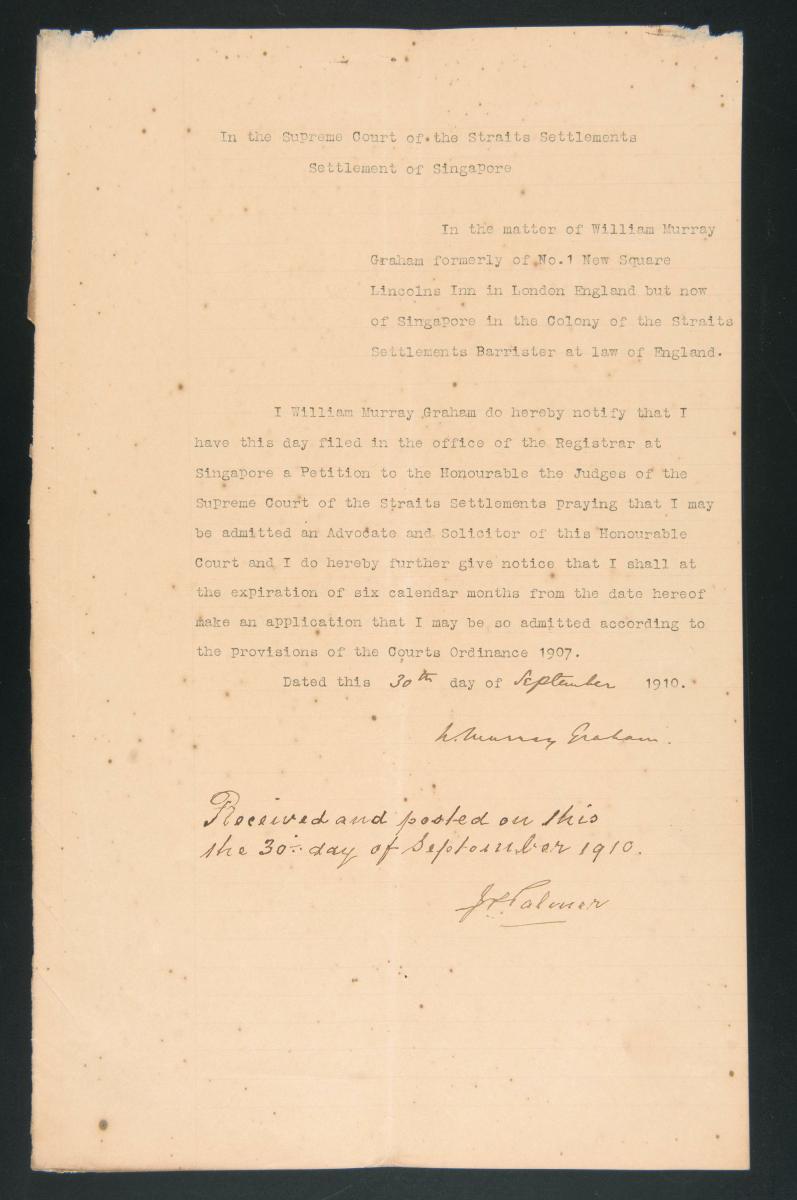 In the Supreme Court of the Straits Settlements
Settlement of Singapore
In the matter of William Murray
Graham formerly of No.1 New Square
Lincolns Inn in London England but now
of Singapore in the Colony of the Straits
Settlements Barrister at law of England.
I William Murray Graham do hereby notify that I
have this day filed in the office of the Registrar at
Singapore a Petition to the Honourable the Judges of the
Supreme Court of the Straits Settlements praying that I may
be admitted an Advocate and Solicitor of this Honourable
Court and I do hereby further give notice that I shall at
the expiration of six calendar months from the date hereof
make an application that I may be so admitted according to
the provisions of the Courts Ordinance 1907.
Dated this 30th day of September 1910.
W. Murray Graham.
Received and posted on this
the 30th day of September 1910.
Palmer